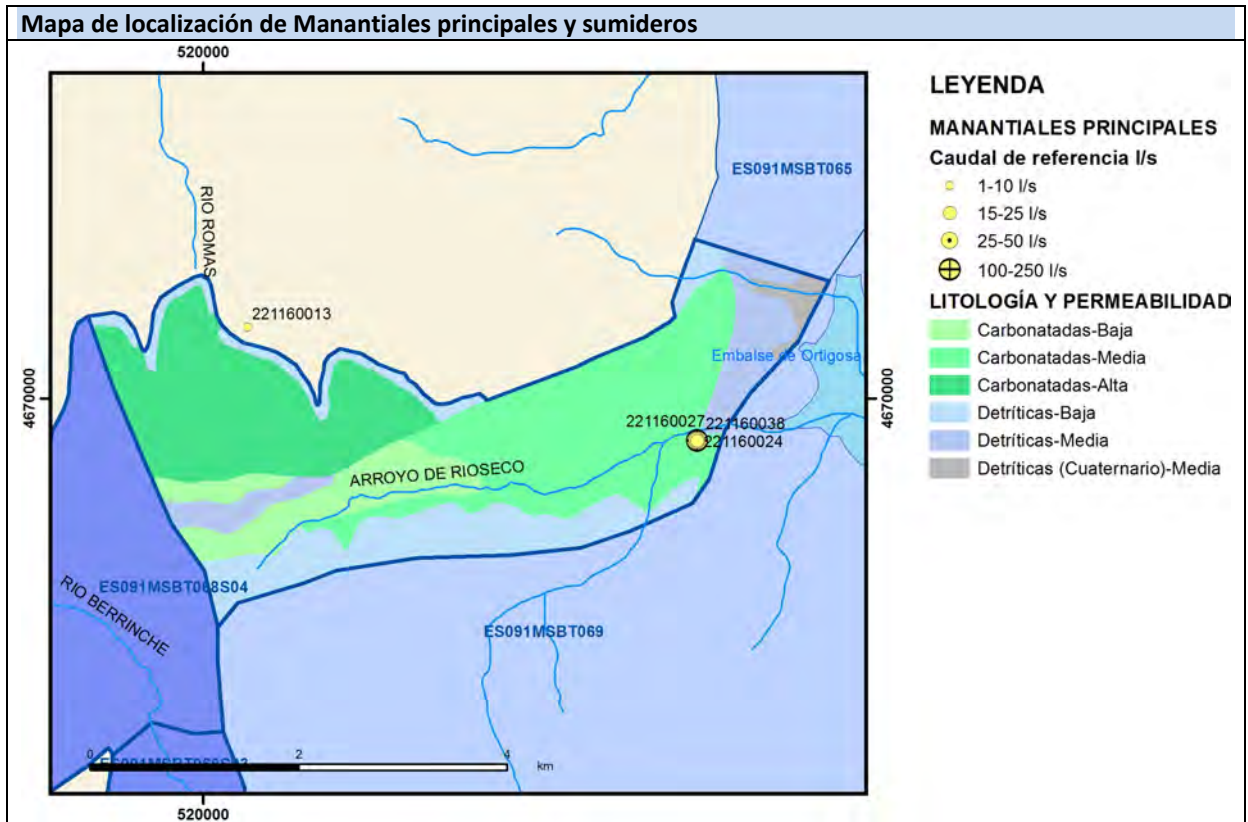 Mapa de localización de Manantiales principales y sumideros
520000
LEYENDA
MANANTIALES PRINCIPALES
Caudal de referencia l/s
1-10 l/s
15-25 l/s
25-50 l/s
100-250 l/s
LITOLOGÍA Y PERMEABILIDAD
Carbonatadas-Baja
Carbonatadas-Media
Carbonatadas-Alta
Detríticas-Baja
Detríticas-Media
Detríticas (Cuaternario)-Media
ES091MSBT065
RIO ROMAS
221160013
Embalse de Ortigosa
4670000
4670000
221160027
221160038
221160024
ARROYO DE RIOSECO
ES091MSBT068S04
RIO BERRINCHE
ES091MSBT069
0
2
4
km
520000